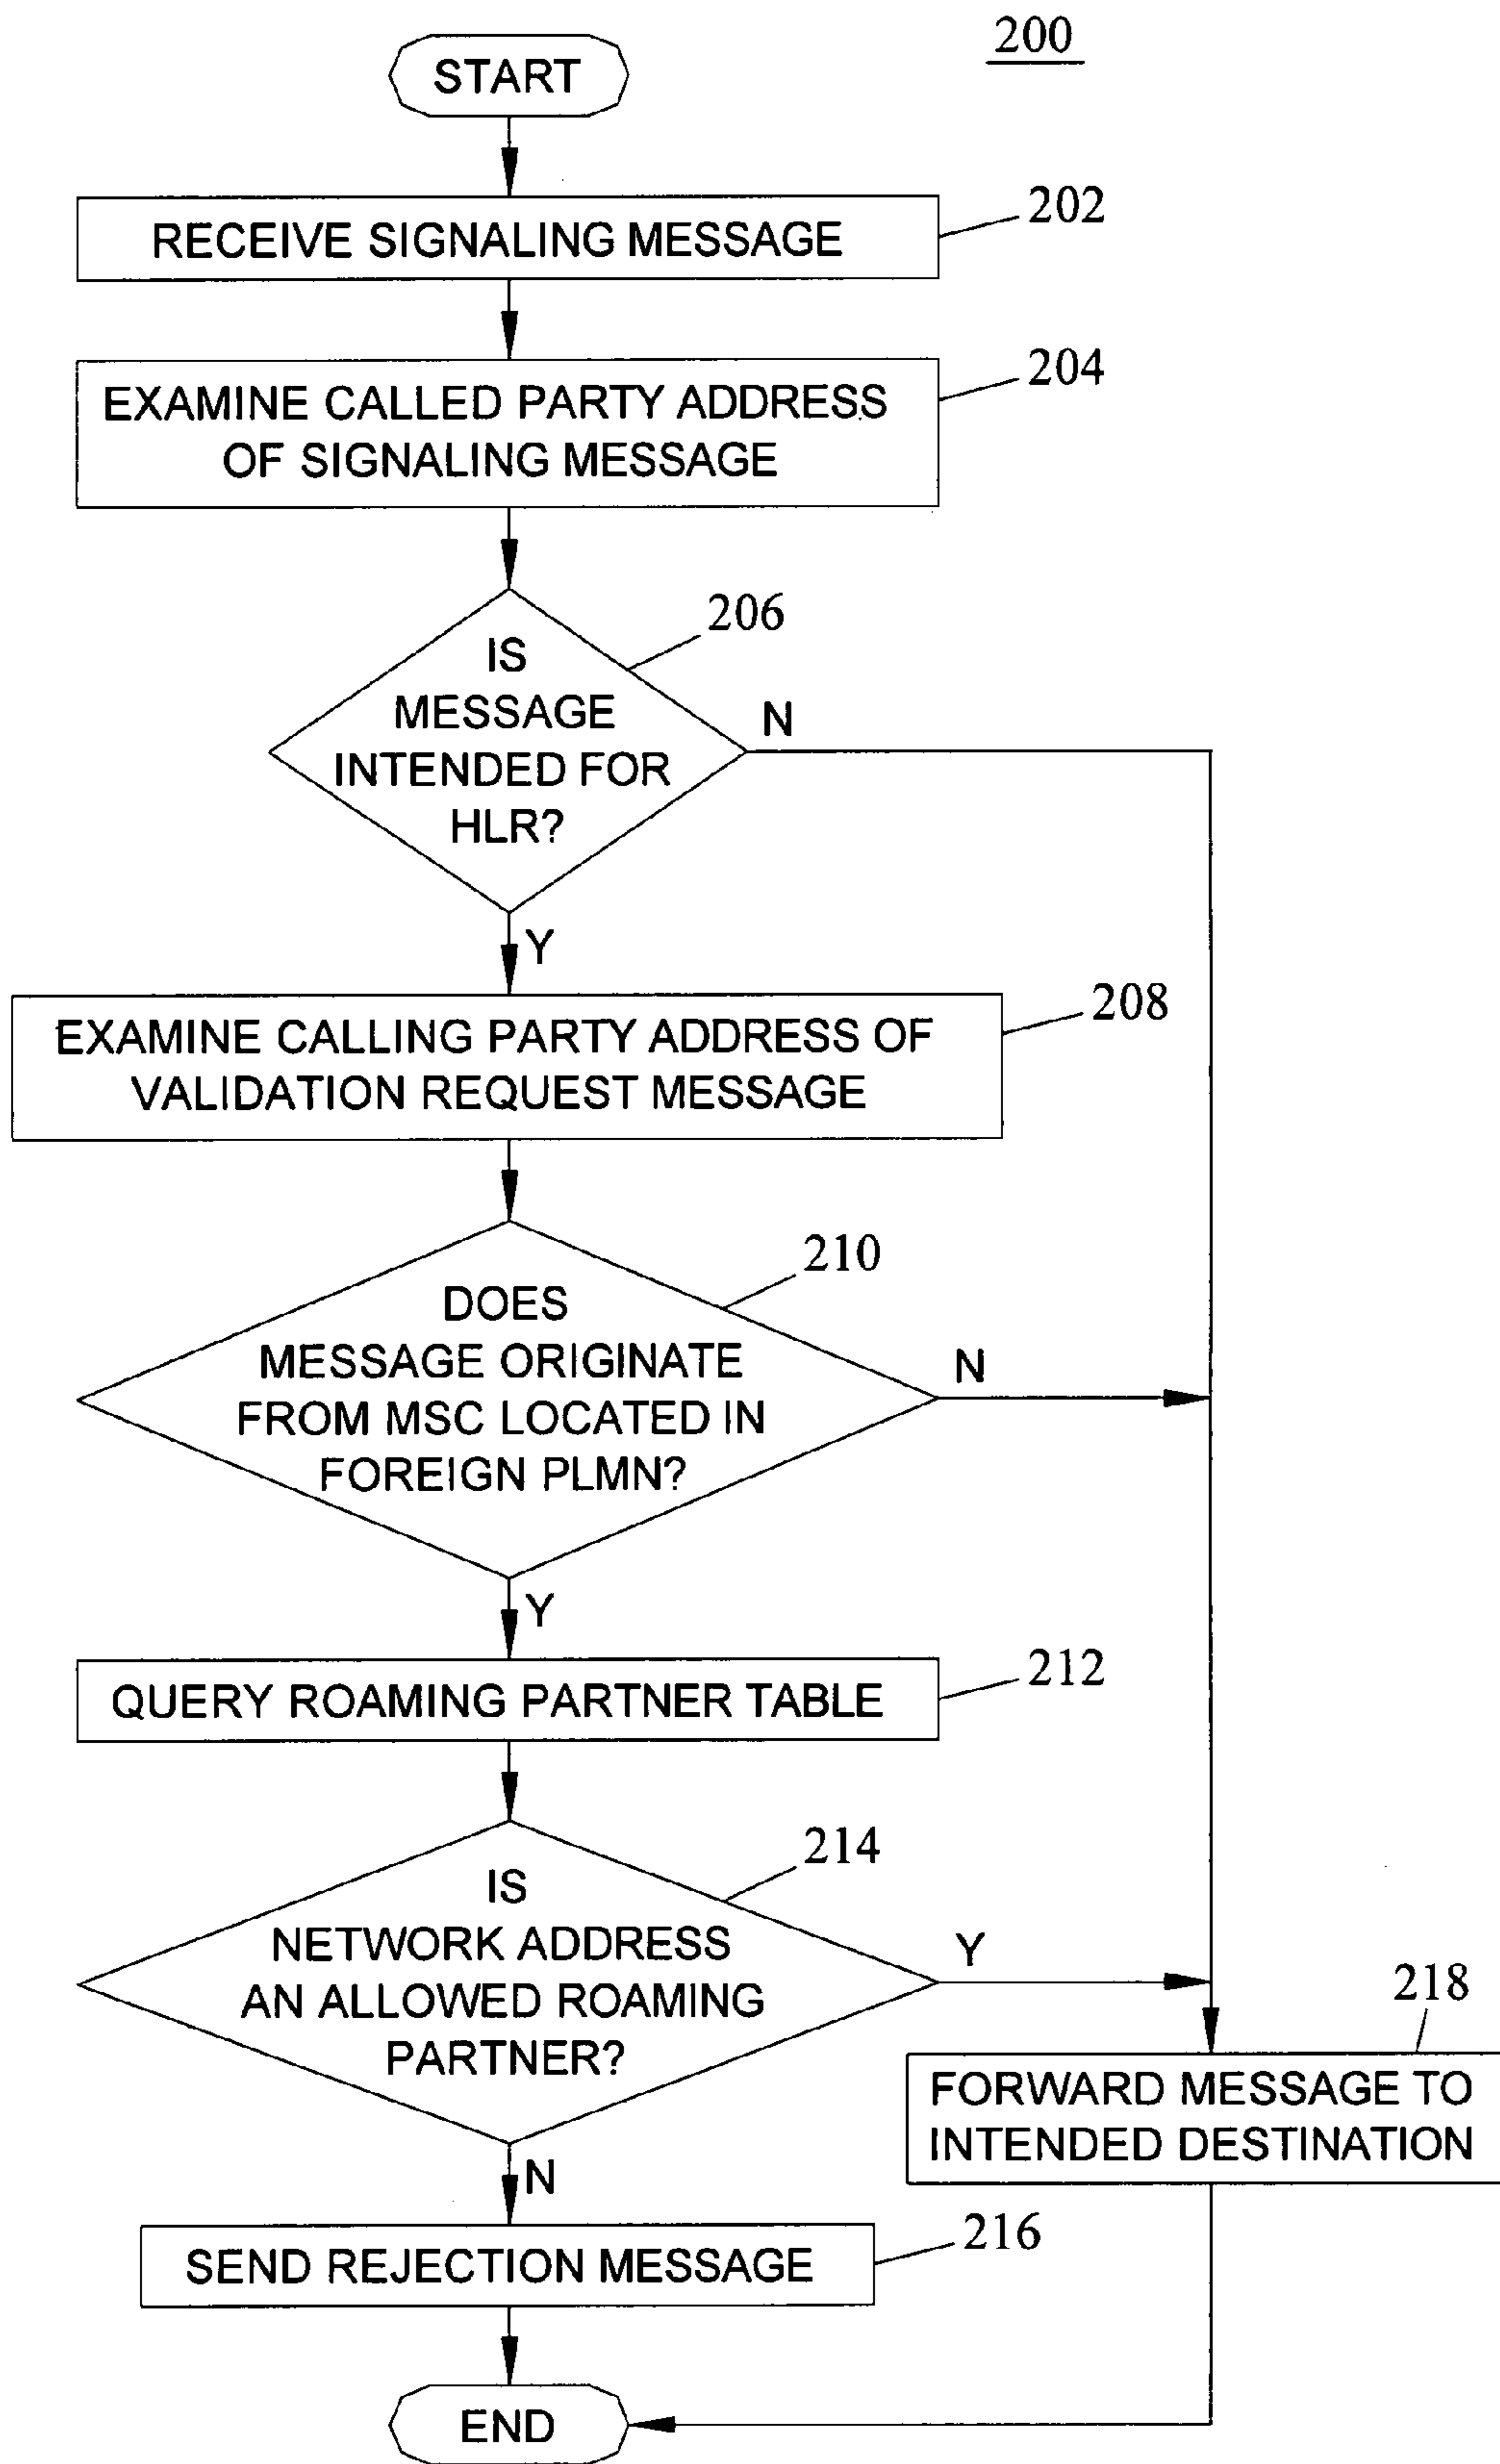 200
START
RECEIVE SIGNALING MESSAGE
202
EXAMINE CALLED PARTY ADDRESS
OF SIGNALING MESSAGE
204
IS
MESSAGE
INTENDED FOR
HLR?
206
N
Y
EXAMINE CALLING PARTY ADDRESS OF
VALIDATION REQUEST MESSAGE
208
DOES
MESSAGE ORIGINATE
FROM MSC LOCATED IN
FOREIGN PLMN?
210
N
Y
QUERY ROAMING PARTNER TABLE
212
IS
NETWORK ADDRESS
AN ALLOWED ROAMING
PARTNER?
214
Y
N
218
FORWARD MESSAGE TO
INTENDED DESTINATION
SEND REJECTION MESSAGE
216
END